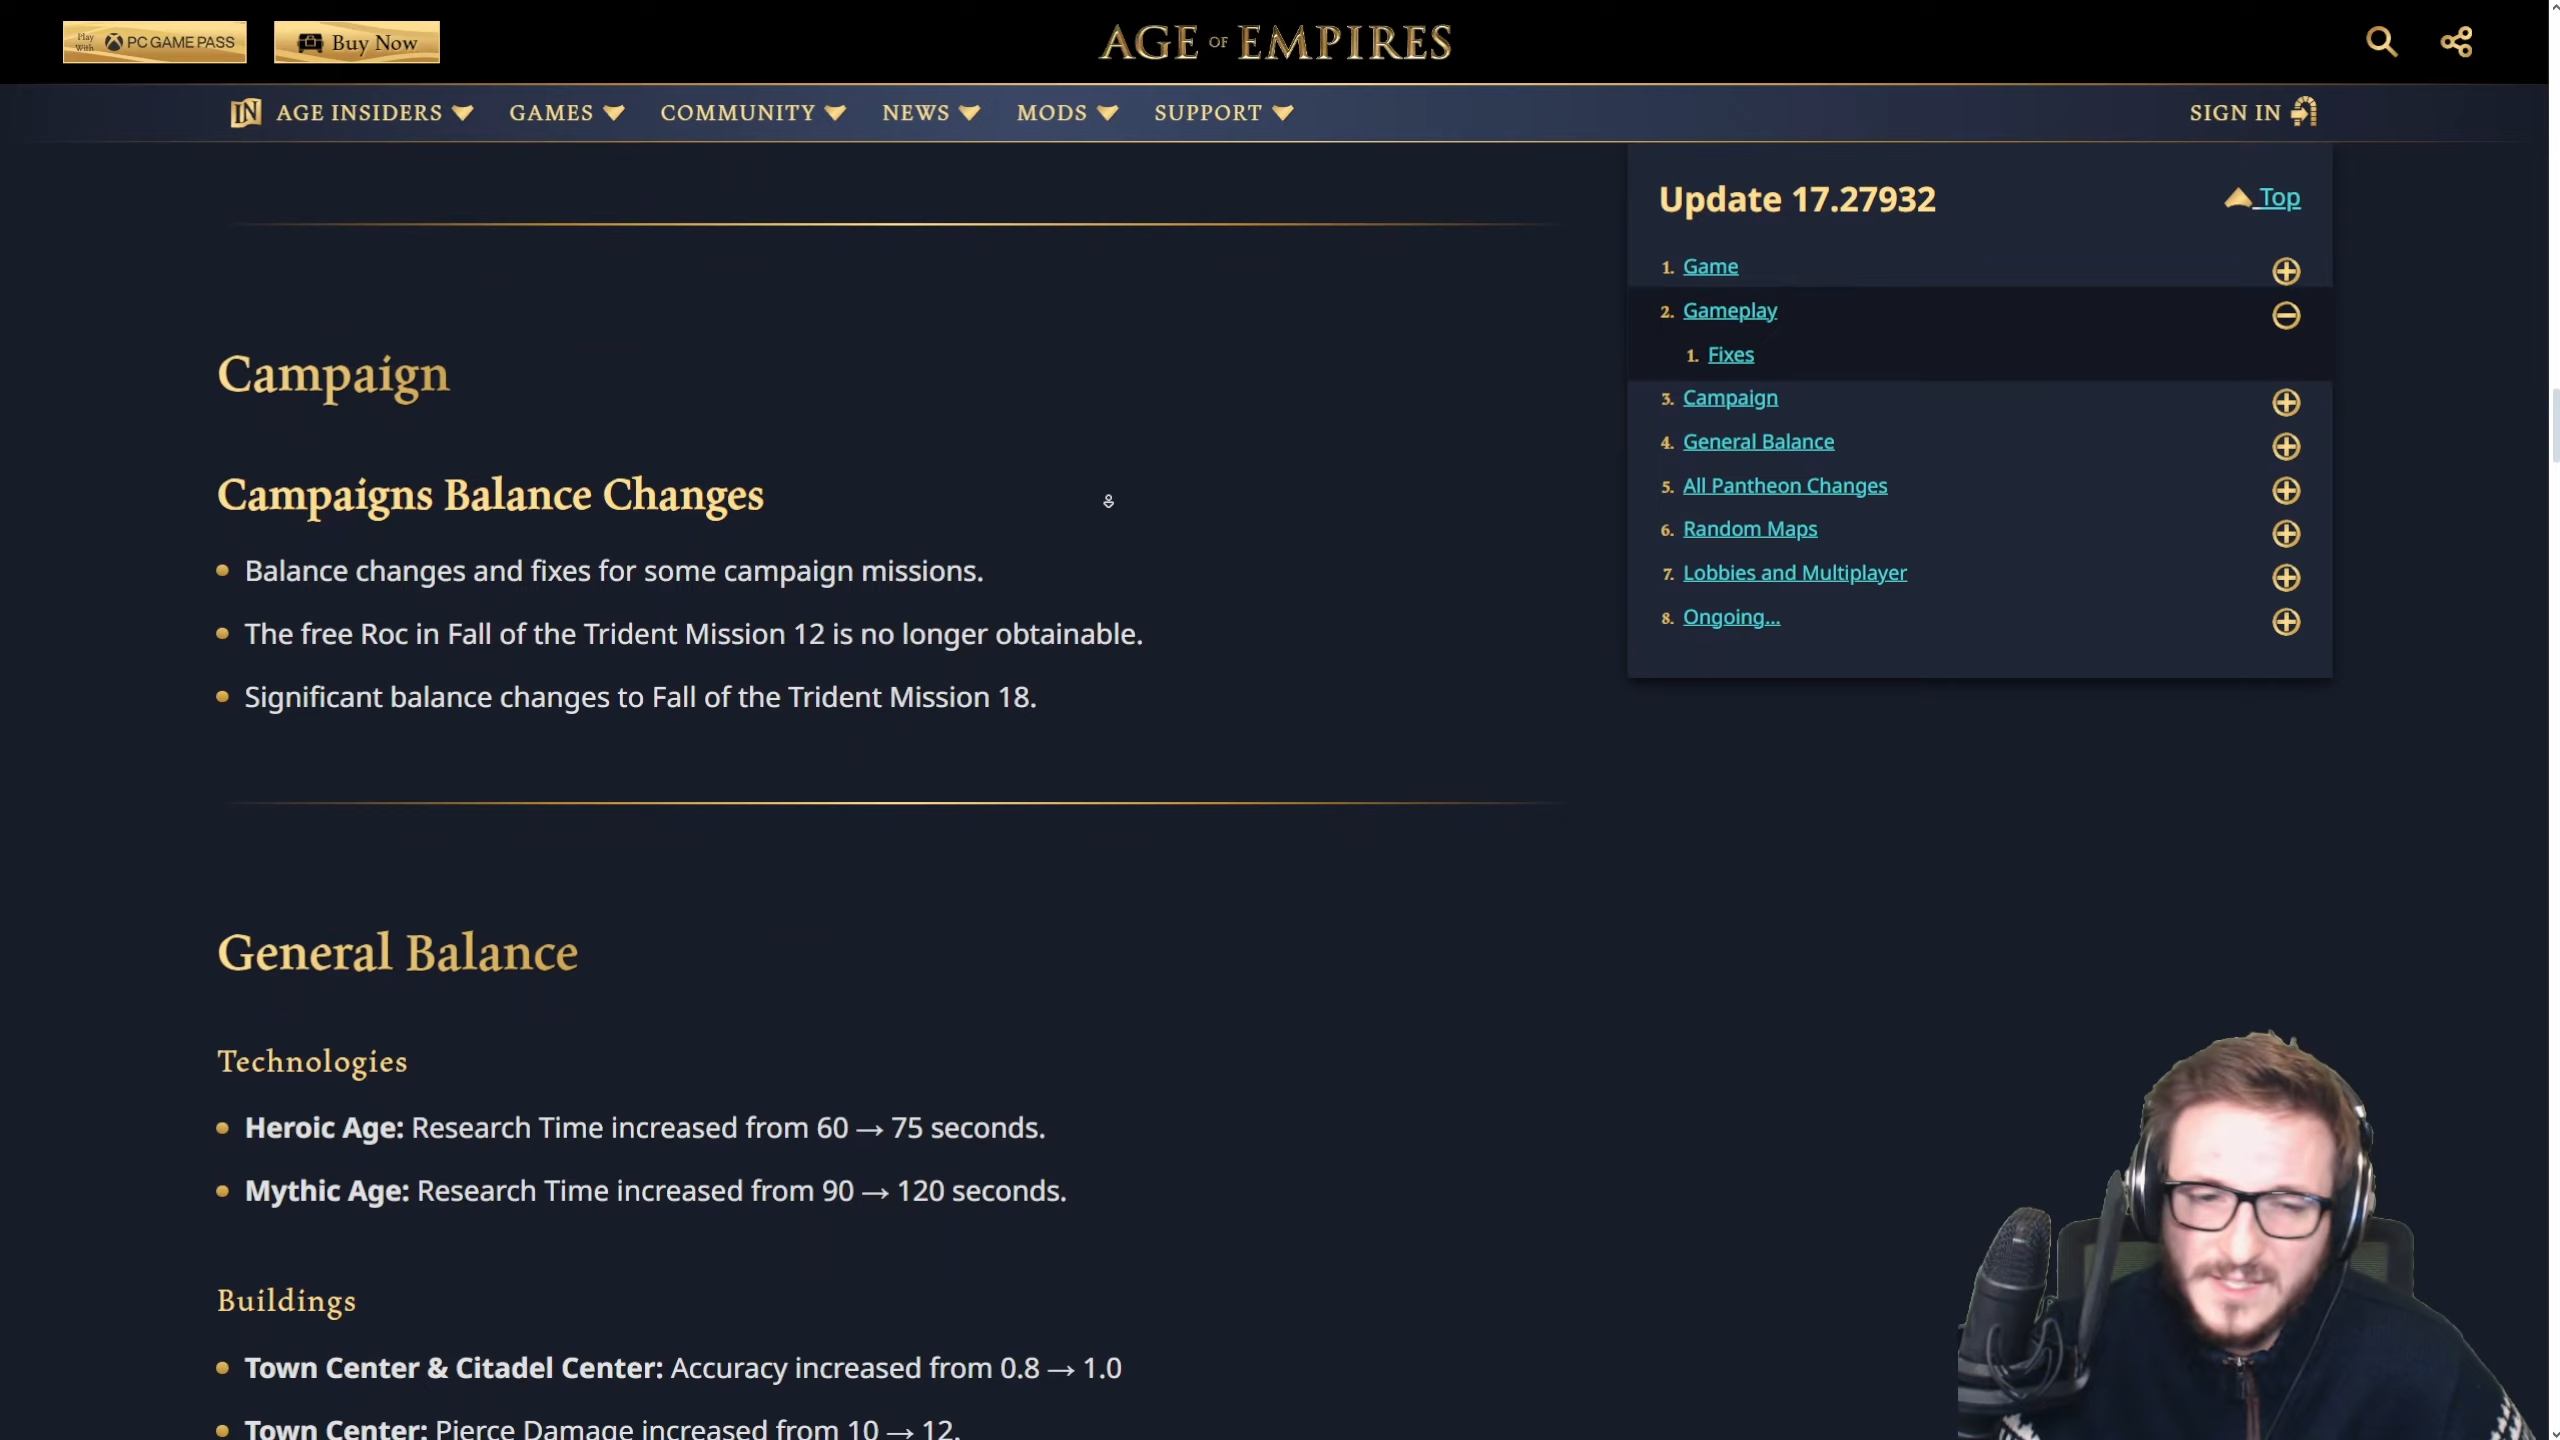 Play With PC GAME PASS
Buy Now
AGE OF EMPIRES
IN AGE INSIDERS
GAMES
COMMUNITY
NEWS
MODS
SUPPORT
SIGN IN
Campaign
Campaigns Balance Changes
Balance changes and fixes for some campaign missions.
The free Roc in Fall of the Trident Mission 12 is no longer obtainable.
Significant balance changes to Fall of the Trident Mission 18.
General Balance
Technologies
Heroic Age: Research Time increased from 60 → 75 seconds.
Mythic Age: Research Time increased from 90 → 120 seconds.
Buildings
Town Center & Citadel Center: Accuracy increased from 0.8 → 1.0
Town Center: Pierce Damage increased from 10 → 12.
Update 17.27932
Top
1. Game
2. Gameplay
1. Fixes
3. Campaign
4. General Balance
5. All Pantheon Changes
6. Random Maps
7. Lobbies and Multiplayer
8. Ongoing...